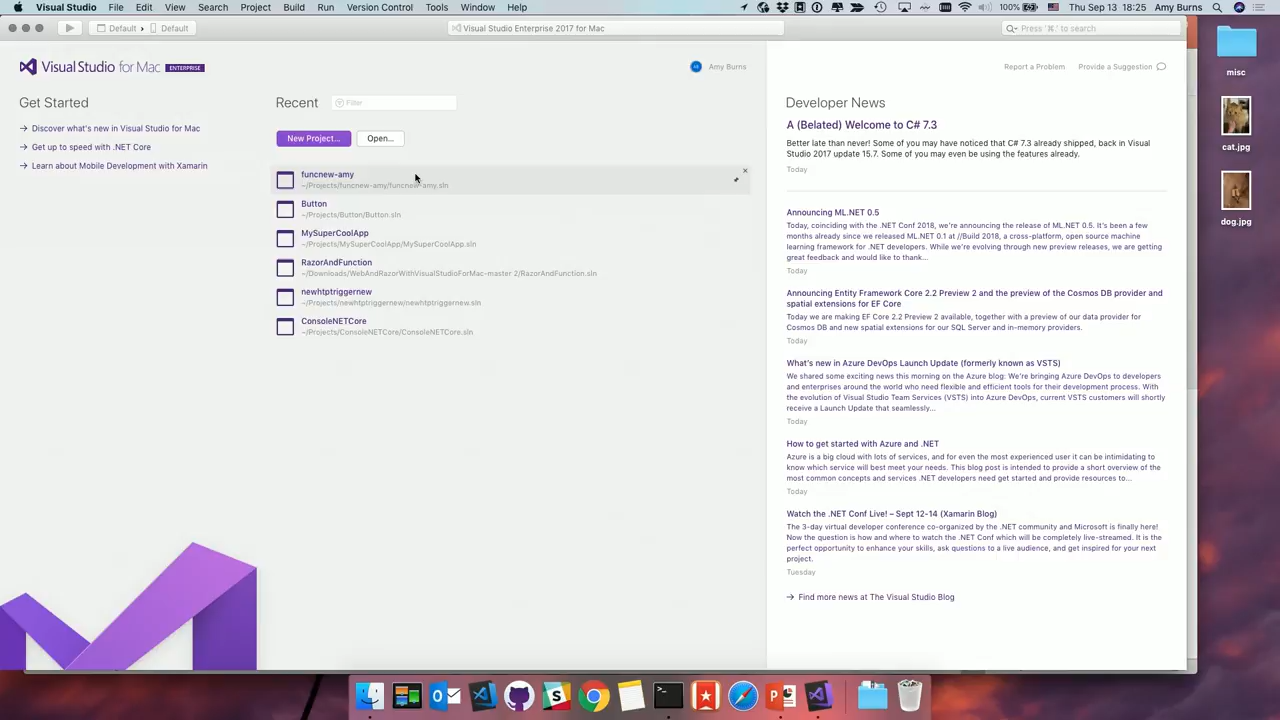 Visual Studio File Edit View Search Project Build Run Version Control Tools Window Help
100% Thu Sep 13 18:25 Amy Burns
Default › Default
Visual Studio Enterprise 2017 for Mac
Press '⌘.' to search
Visual Studio for Mac ENTERPRISE
Amy Burns
Report a Problem Provide a Suggestion
Get Started
→ Discover what's new in Visual Studio for Mac
→ Get up to speed with .NET Core
→ Learn about Mobile Development with Xamarin
Recent
Filter
New Project...
Open...
funcnew-amy
~/Projects/funcnew-amy/funcnew-amy.sln
Button
~/Projects/Button/Button.sln
MySuperCoolApp
~/Projects/MySuperCoolApp/MySuperCoolApp.sln
RazorAndFunction
~/Downloads/WebAndRazorWithVisualStudioForMac-master 2/RazorAndFunction.sln
newhtptriggernew
~/Projects/newhtptriggernew/newhtptriggernew.sln
ConsoleNETCore
~/Projects/ConsoleNETCore/ConsoleNETCore.sln
Developer News
A (Belated) Welcome to C# 7.3
Better late than never! Some of you may have noticed that C# 7.3 already shipped, back in Visual
Studio 2017 update 15.7. Some of you may even be using the features already.
Today
Announcing ML.NET 0.5
Today, coinciding with the .NET Conf 2018, we're announcing the release of ML.NET 0.5. It's been a few
months already since we released ML.NET 0.1 at //Build 2018, a cross-platform, open source machine
learning framework for .NET developers. While we're evolving through new preview releases, we are getting
great feedback and would like to thank...
Today
Announcing Entity Framework Core 2.2 Preview 2 and the preview of the Cosmos DB provider and
spatial extensions for EF Core
Today we are making EF Core 2.2 Preview 2 available, together with a preview of our data provider for
Cosmos DB and new spatial extensions for our SQL Server and in-memory providers.
Today
What's new in Azure DevOps Launch Update (formerly known as VSTS)
We shared some exciting news this morning on the Azure blog: We're bringing Azure DevOps to developers
and enterprises around the world who need flexible and efficient tools for their development process. With
the evolution of Visual Studio Team Services (VSTS) into Azure DevOps, current VSTS customers will shortly
receive a Launch Update that seamlessly...
Today
How to get started with Azure and .NET
Azure is a big cloud with lots of services, and for even the most experienced user it can be intimidating to
know which service will best meet your needs. This blog post is intended to provide a short overview of the
most common concepts and services .NET developers need get started and provide resources to...
Today
Watch the .NET Conf Live! – Sept 12-14 (Xamarin Blog)
The 3-day virtual developer conference co-organized by the .NET community and Microsoft is finally here!
Now the question is how and where to watch the .NET Conf which will be completely live-streamed. It is the
perfect opportunity to enhance your skills, ask questions to a live audience, and get inspired for your next
project.
Tuesday
→ Find more news at The Visual Studio Blog
misc
cat.jpg
dog.jpg